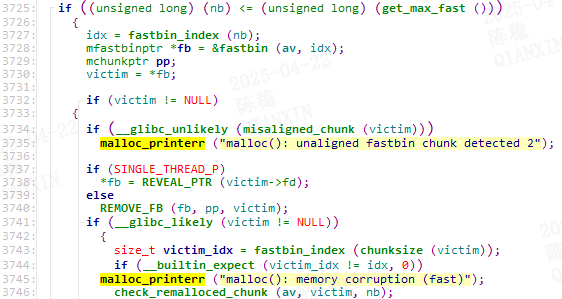 3725: if ((unsigned long) (nb) <= (unsigned long) (get_max_fast ()))
3726: {
3727: idx = fastbin_index (nb);
3728: mfastbinptr *fb = &fastbin (av, idx);
3729: mchunkptr pp;
3730: victim = *fb;
3731:
3732: if (victim != NULL)
3733: {
3734: if (__glibc_unlikely (misaligned_chunk (victim)))
3735: malloc_printerr ("malloc(): unaligned fastbin chunk detected 2");
3736:
3737: if (SINGLE_THREAD_P)
3738: *fb = REVEAL_PTR (victim->fd);
3739: else
3740: REMOVE_FB (fb, pp, victim);
3741: if (__glibc_likely (victim != NULL))
3742: {
3743: size_t victim_idx = fastbin_index (chunksize (victim));
3744: if (__builtin_expect (victim_idx != idx, 0))
3745: malloc_printerr ("malloc(): memory corruption (fast)");
3746: check_remalloced_chunk (av, victim, nb);
2025-04-22
陈稳
QIANXIN